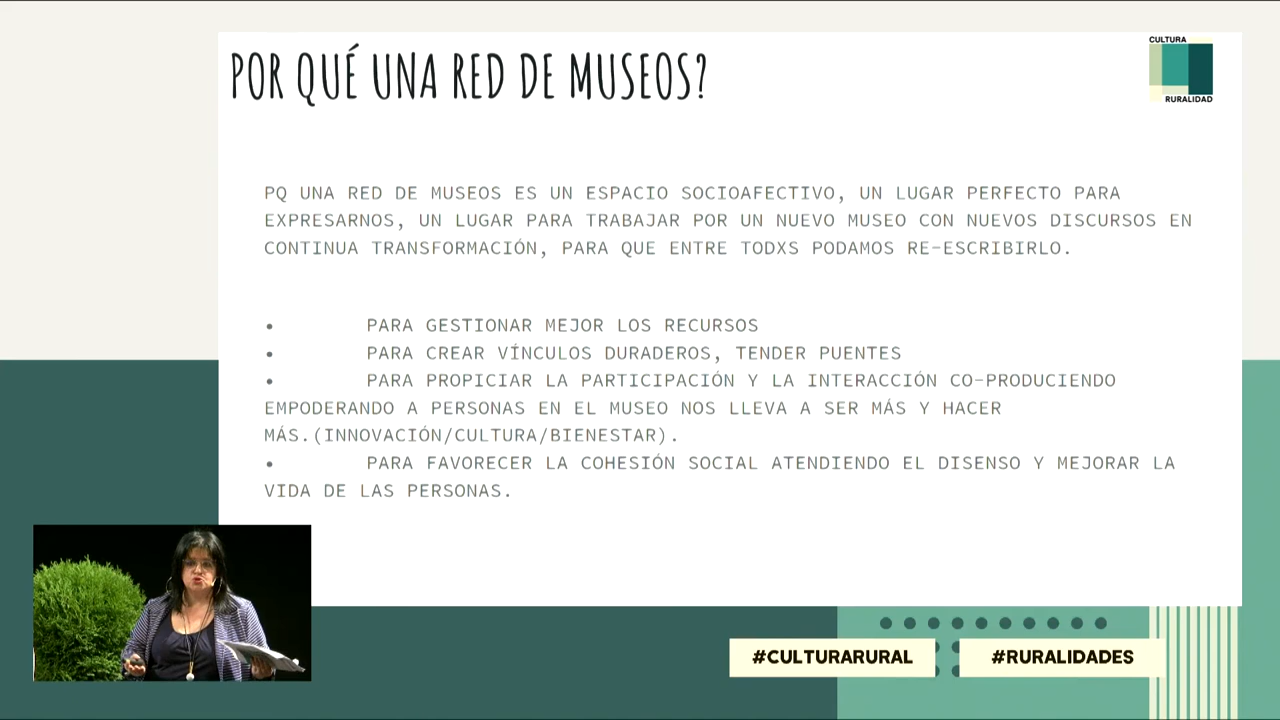 POR QUÉ UNA RED DE MUSEOS?
CULTURA
RURALIDAD
PQ UNA RED DE MUSEOS ES UN ESPACIO SOCIOAFECTIVO, UN LUGAR PERFECTO PARA
EXPRESARNOS, UN LUGAR PARA TRABAJAR POR UN NUEVO MUSEO CON NUEVOS DISCURSOS EN
CONTINUA TRANSFORMACIÓN, PARA QUE ENTRE TODXS PODAMOS RE-ESCRIBIRLO.
• PARA GESTIONAR MEJOR LOS RECURSOS
• PARA CREAR VÍNCULOS DURADEROS, TENDER PUENTES
• PARA PROPICIAR LA PARTICIPACIÓN Y LA INTERACCIÓN CO-PRODUCIENDO
EMPODERANDO A PERSONAS EN EL MUSEO NOS LLEVA A SER MÁS Y HACER
MÁS.(INNOVACIÓN/CULTURA/BIENESTAR).
• PARA FAVORECER LA COHESIÓN SOCIAL ATENDIENDO EL DISENSO Y MEJORAR LA
VIDA DE LAS PERSONAS.
#CULTURARURAL
#RURALIDADES